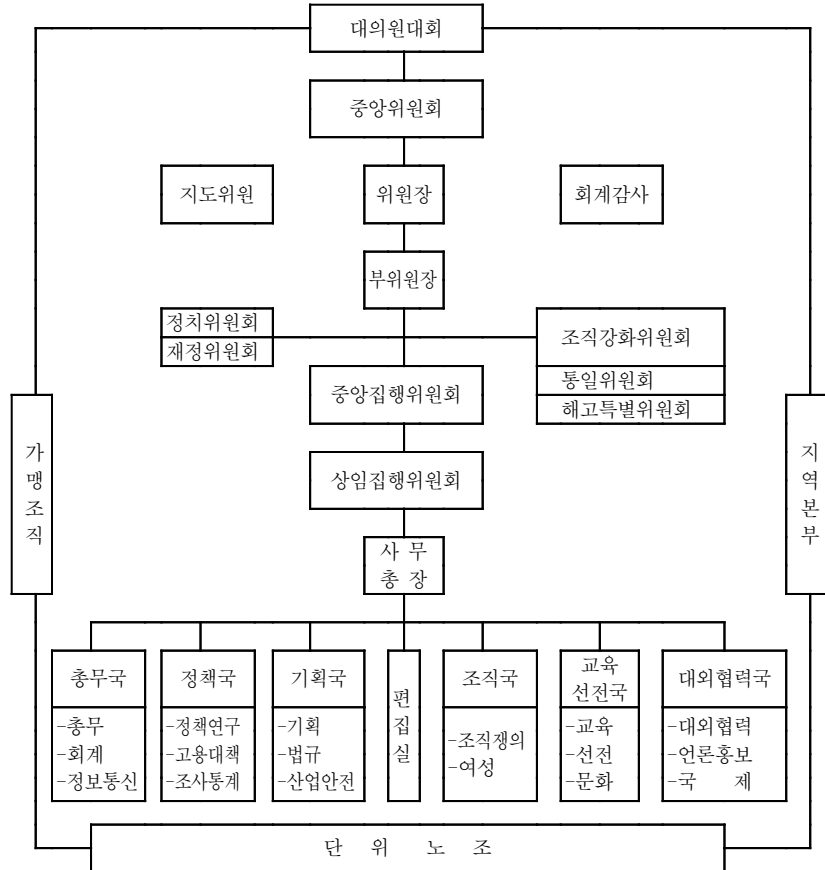 대의원대회
중앙위원회
지도위원
위원장
회계감사
부위원장
정치위원회
재정위원회
조직강화위원회
통일위원회
해고특별위원회
중앙집행위원회
가맹조직
지역본부
상임집행위원회
사 무
총 장
총무국
-총무
-회계
-정보통신
정책국
-정책연구
-고용대책
-조사통계
기획국
-기획
-법규
-산업안전
편집실
조직국
-조직쟁의
-여성
교육
선전국
-교육
-선전
-문화
대외협력국
-대외협력
-언론홍보
-국 제
단 위 노 조